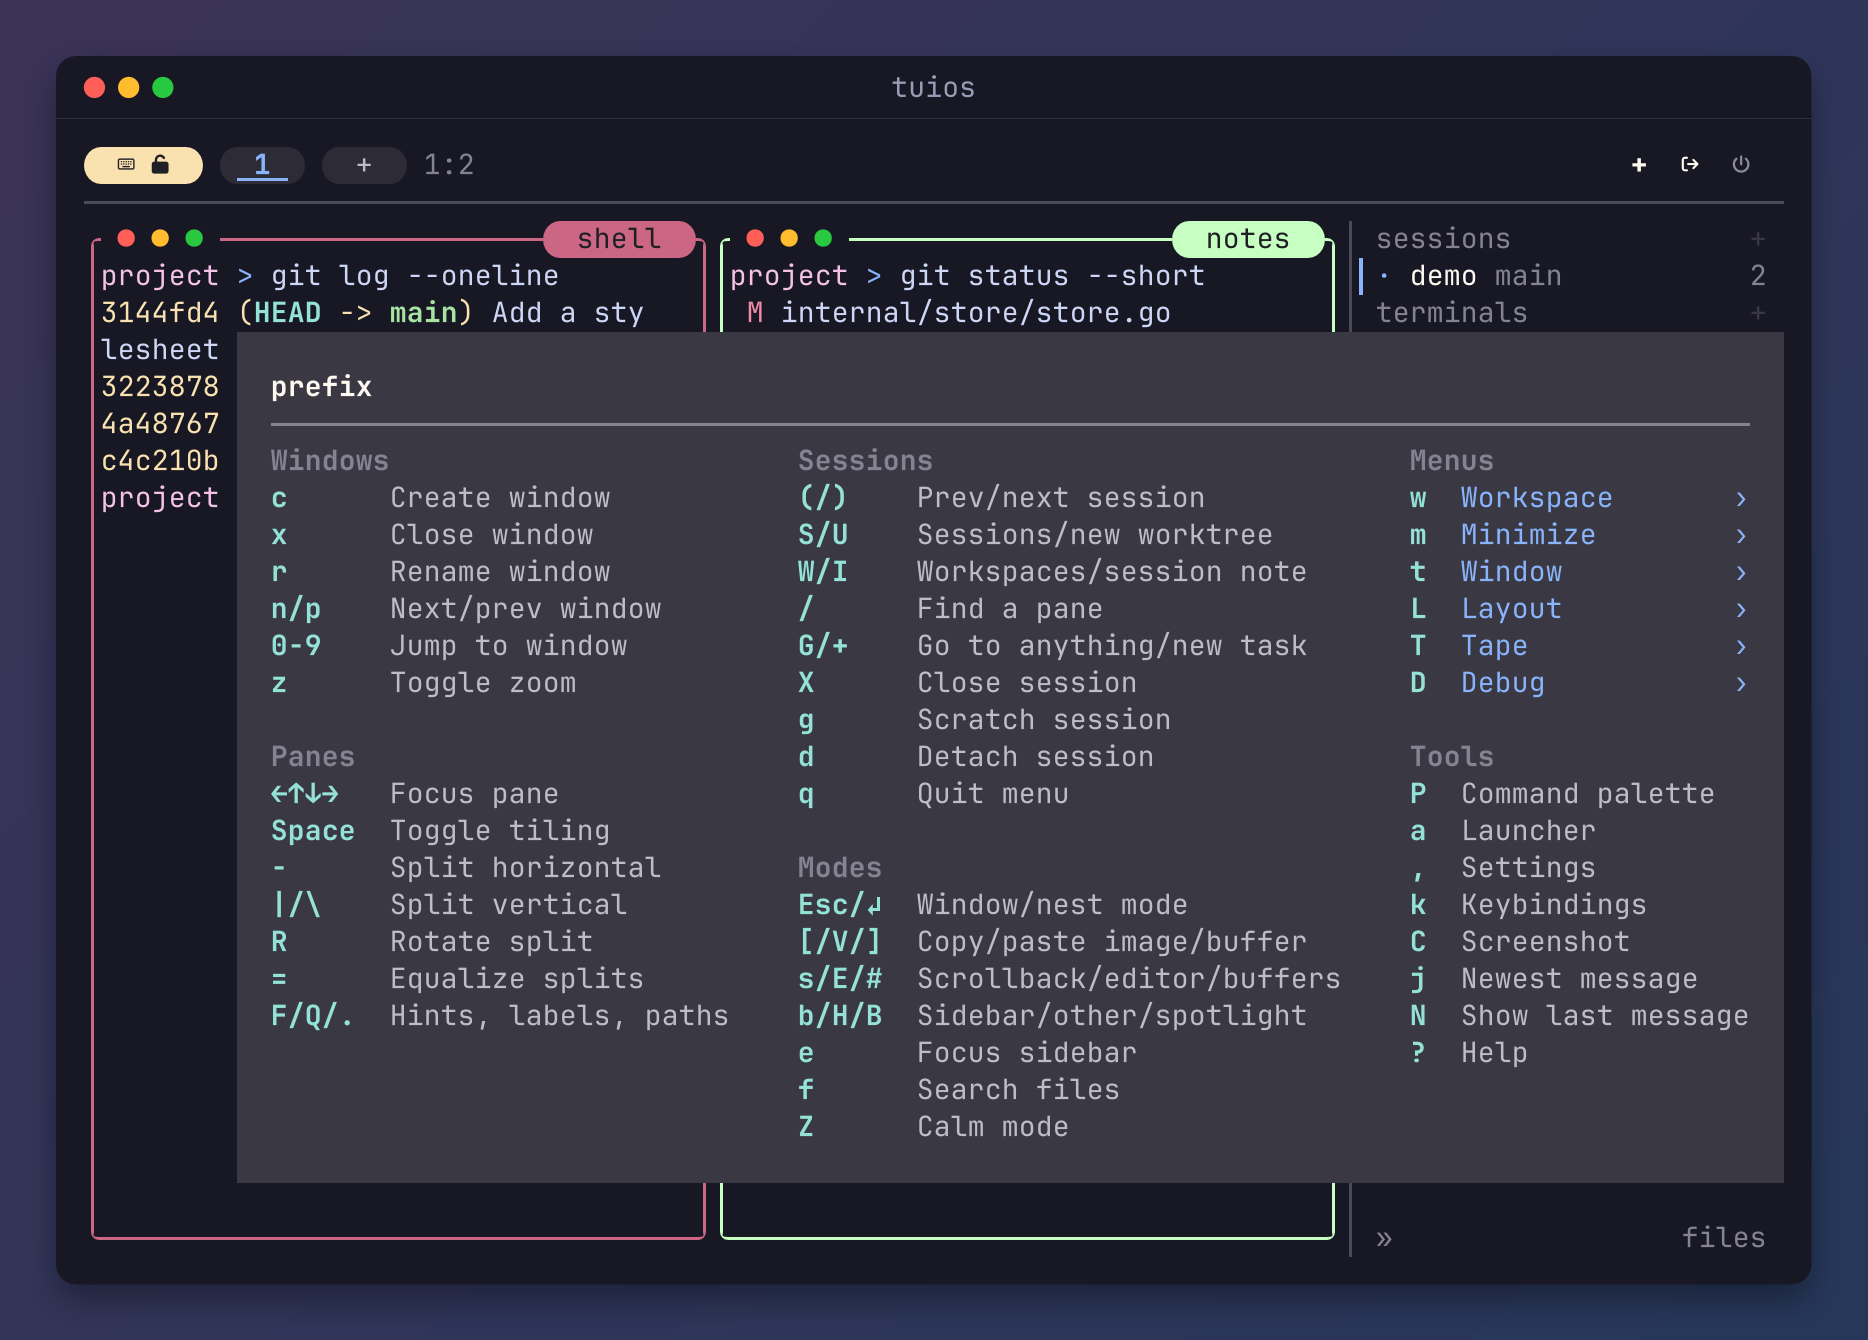 tuios
1 + 1:2 +
shell
project > git log --oneline
3144fd4 (HEAD -> main) Add a sty
lesheet
3223878
4a48767
c4c210b
project
notes
project > git status --short
M internal/store/store.go
sessions +
· demo main 2
terminals +
prefix
Windows
c Create window
x Close window
r Rename window
n/p Next/prev window
0-9 Jump to window
z Toggle zoom
Panes
←↑↓→ Focus pane
Space Toggle tiling
- Split horizontal
|/\ Split vertical
R Rotate split
= Equalize splits
F/Q/. Hints, labels, paths
Sessions
(/) Prev/next session
S/U Sessions/new worktree
W/I Workspaces/session note
/ Find a pane
G/+ Go to anything/new task
X Close session
g Scratch session
d Detach session
q Quit menu
Modes
Esc/↲ Window/nest mode
[/V/] Copy/paste image/buffer
s/E/# Scrollback/editor/buffers
b/H/B Sidebar/other/spotlight
e Focus sidebar
f Search files
Z Calm mode
Menus
w Workspace ›
m Minimize ›
t Window ›
L Layout ›
T Tape ›
D Debug ›
Tools
P Command palette
a Launcher
, Settings
k Keybindings
C Screenshot
j Newest message
N Show last message
? Help
» files